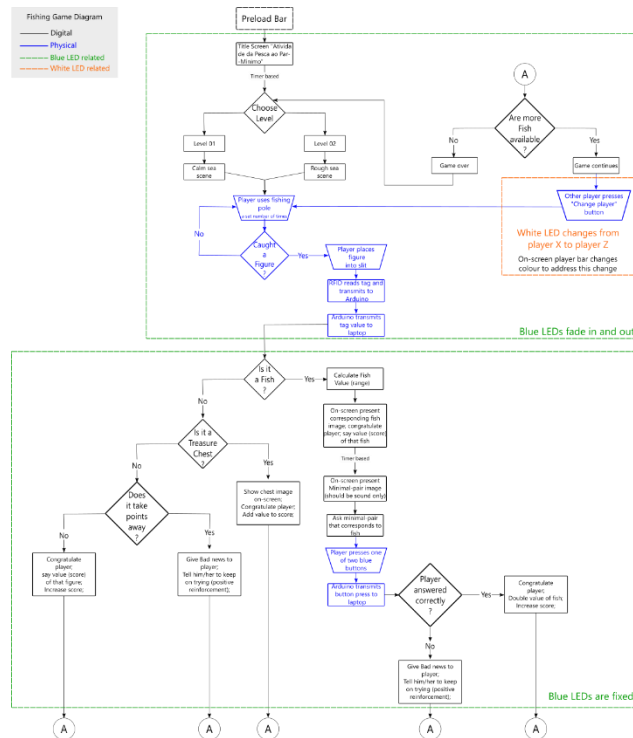 Fishing Game Diagram
Digital
Physical
Blue LED related
White LED related
Preload Bar
Title Screen "Ativida
de da Pesca ao Par
-Mínimo"
Timer
based
Choose
Level
Level 01
Level 02
Calm sea
scene
Rough sea
scene
Player uses fishing
pole
a set number of times
No
Caught
a
Figure
?
Yes
Player places
figure
into slit
RFID reads tag and
transmits to
Arduino
Arduino transmits
tag value to
laptop
A
Are more
Fish
available
?
No
Yes
Game over
Game continues
Other player presses
"Change player"
button
White LED changes from
player X to player Z
On-screen player bar changes
colour to address this change
Blue LEDs fade in and out
Is it
a Fish
?
Yes
No
Calculate Fish
Value (range)
On-screen present
corresponding fish
image; congratulate
player; say value (score)
of that fish
Timer based
On-screen present
Minimal-pair image
(should be sound only)
Ask minimal-pair
that corresponds to
fish
Player presses one
of two blue
buttons
Arduino transmits
button press to
laptop
Is it a
Treasure
Chest
?
No
Yes
Show chest image
on-screen;
Congratulate player;
Add value to score;
Does
it take
points
away
?
No
Yes
Congratulate
player;
say value (score)
of that figure;
Increase score;
Give Bad news to
player;
Tell him/her to keep
on trying (positive
reinforcement);
Player
answered
correctly
?
Yes
No
Congratulate
player;
Double value of fish;
Increase score;
Give Bad news to
player;
Tell him/her to keep
on trying (positive
reinforcement);
Blue LEDs are fixed
A
A
A
A
A